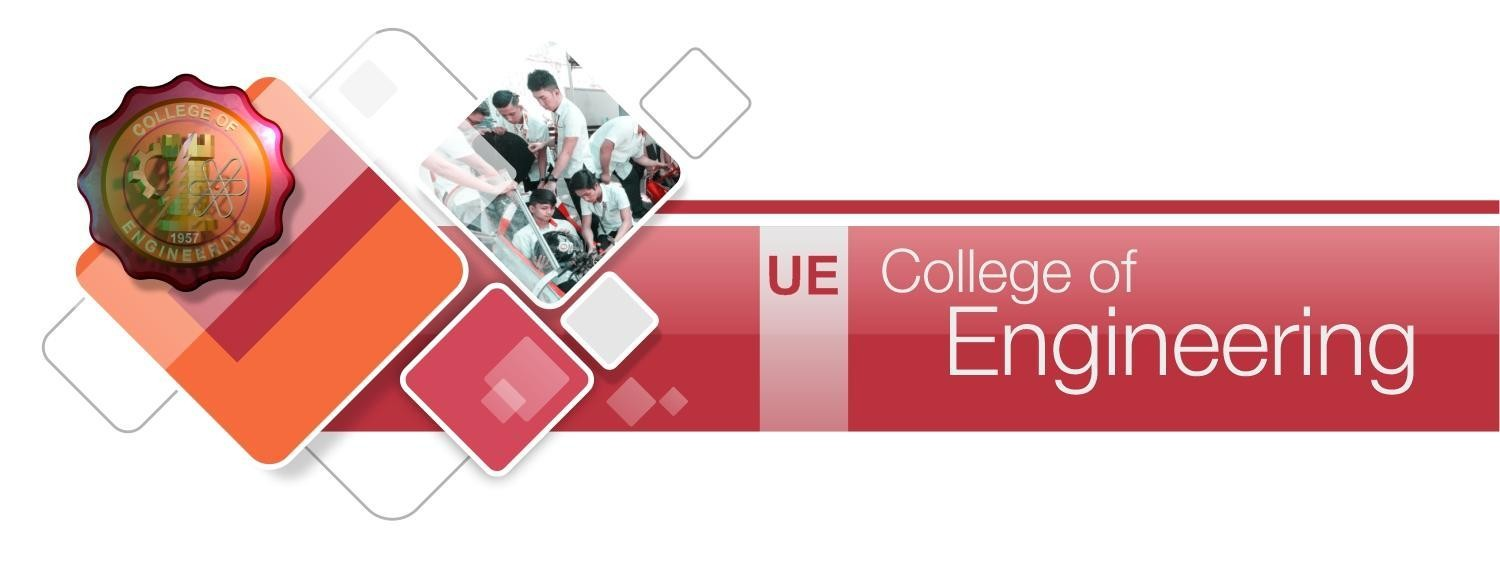 COLLEGE OF
1957
ENGINEERING
UE
College of
Engineering